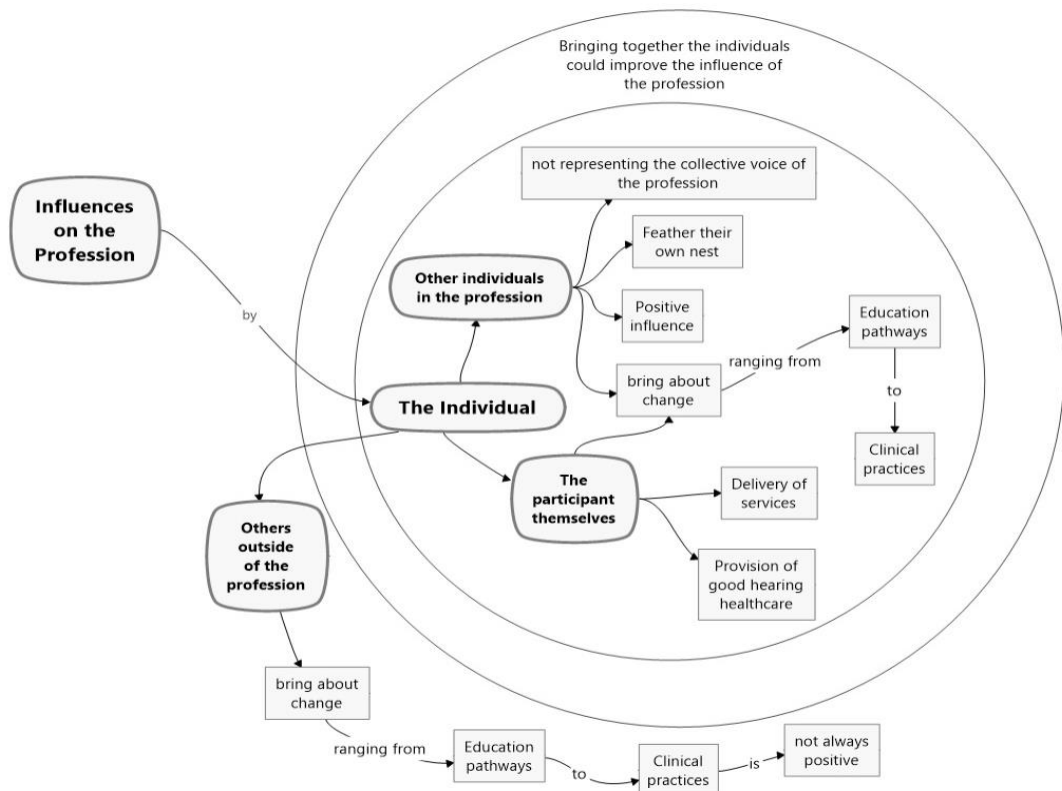 Bringing together the individuals
could improve the influence of
the profession
not representing the collective voice of
the profession
Influences
on the
Profession
Feather their
own nest
Other individuals
in the profession
Positive
influence
Education
pathways
by
ranging from
bring about
change
to
The Individual
Clinical
practices
The
participant
themselves
Delivery of
services
Others
outside
of the
profession
Provision of
good hearing
healthcare
bring about
change
ranging from
Education
pathways
to
Clinical
practices
is
not always
positive